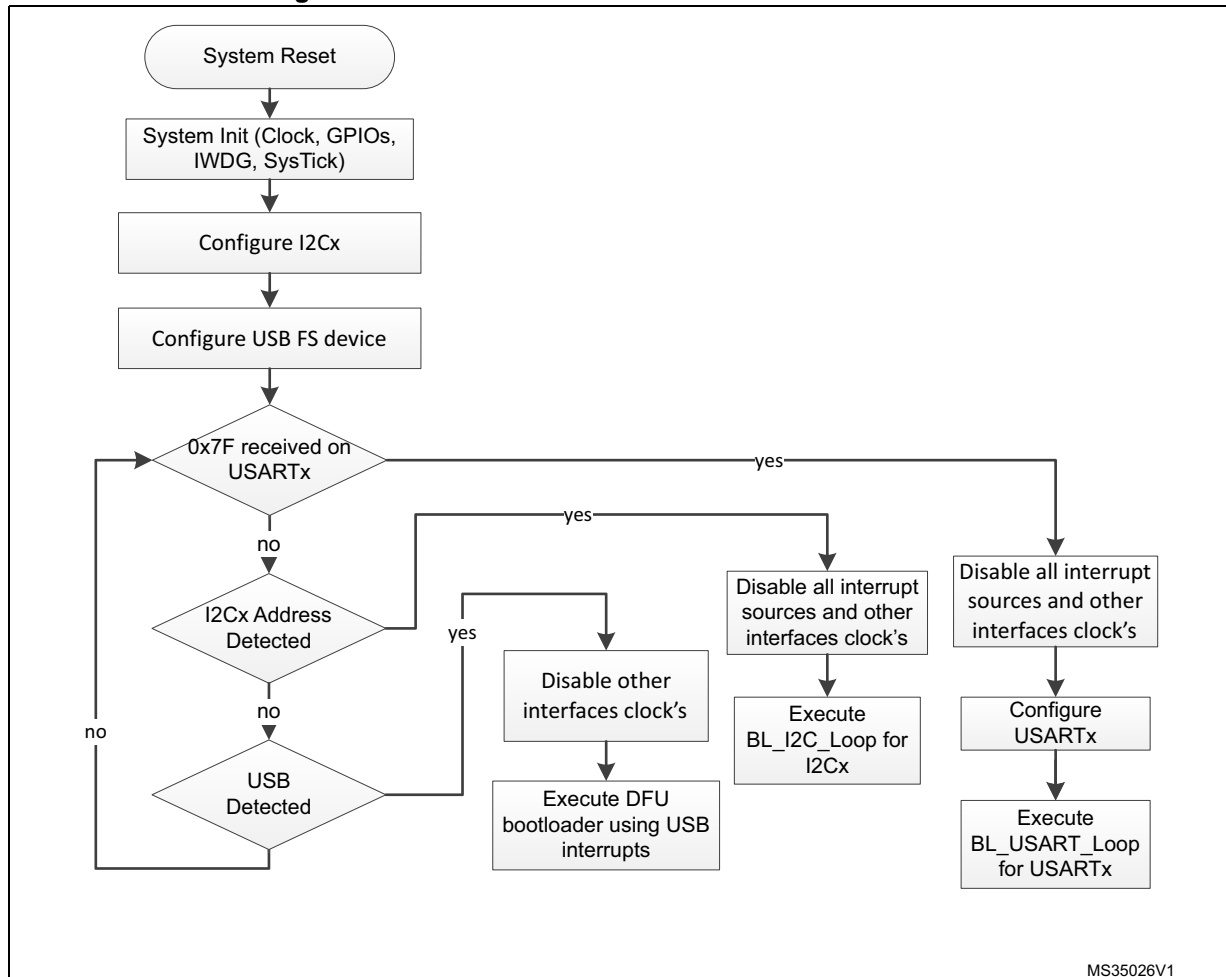 System Reset
System Init (Clock, GPIOs,
IWDG, SysTick)
Configure I2Cx
Configure USB FS device
0x7F received on
USARTx
yes
no
yes
I2Cx Address
Detected
yes
Disable all interrupt
sources and other
interfaces clock's
Disable all interrupt
sources and other
interfaces clock's
no
no
Disable other
interfaces clock's
Execute
BL_I2C_Loop for
I2Cx
Configure
USARTx
USB
Detected
Execute DFU
bootloader using USB
interrupts
Execute
BL_USART_Loop
for USARTx
MS35026V1